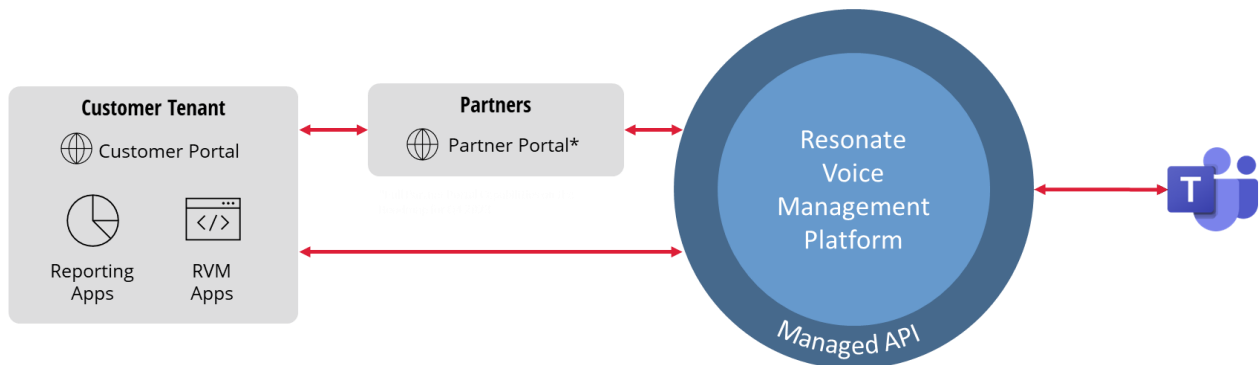 Customer Tenant
Customer Portal
Reporting
Apps
RVM
Apps
Partners
Partner Portal*
Resonate
Voice
Management
Platform
Managed API
T